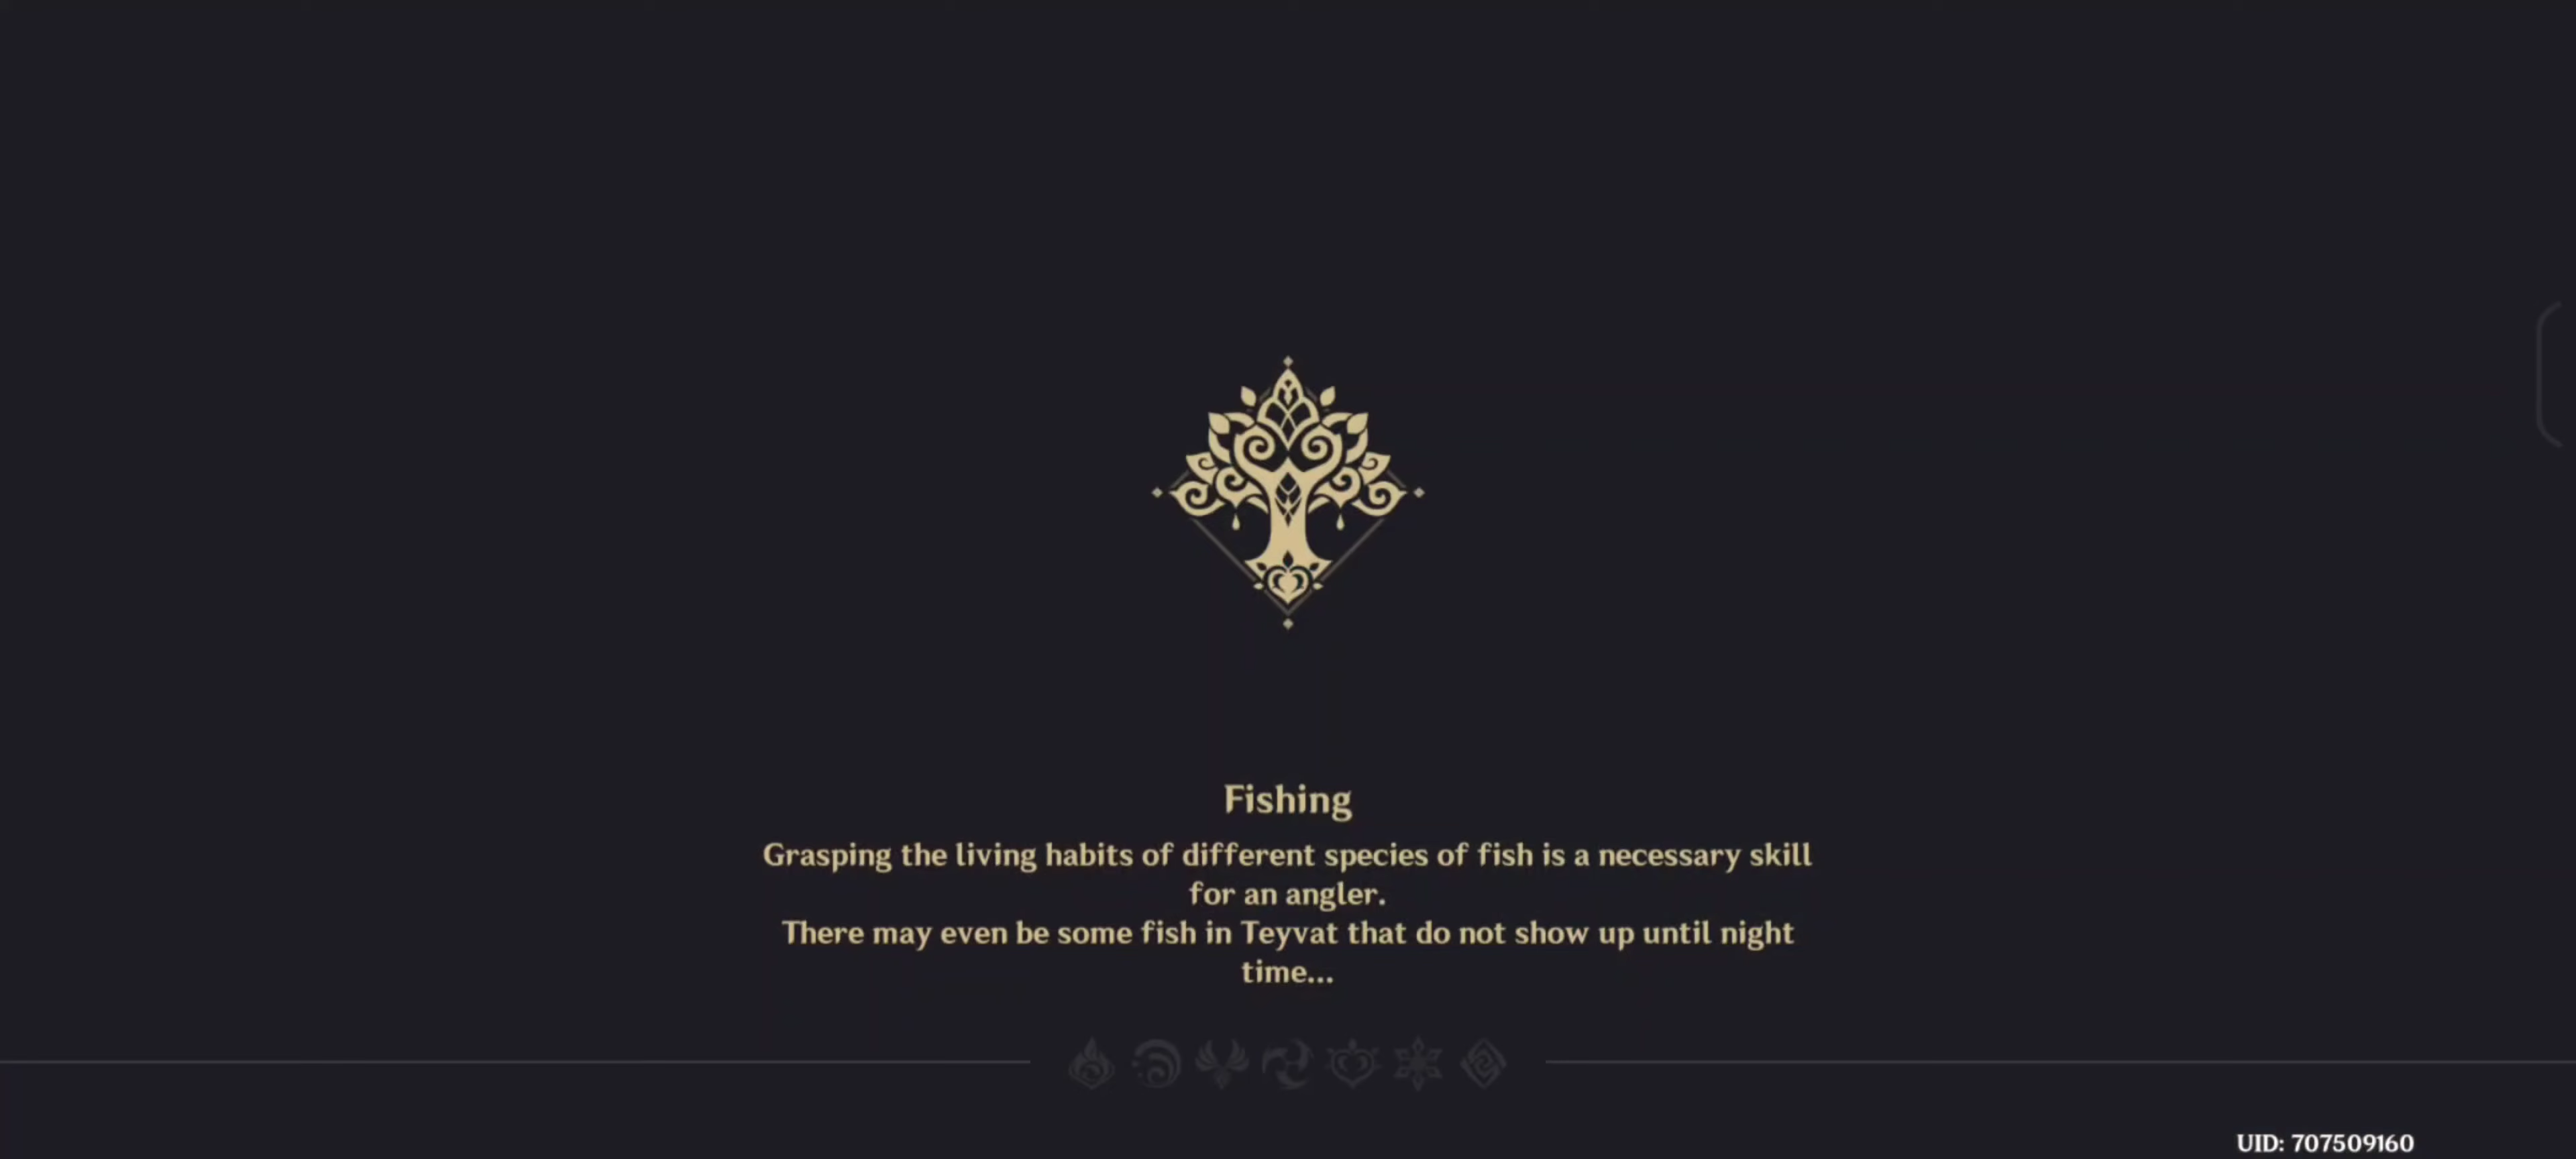 Fishing
Grasping the living habits of different species of fish is a necessary skill
for an angler.
There may even be some fish in Teyvat that do not show up until night
time...
UID: 707509160